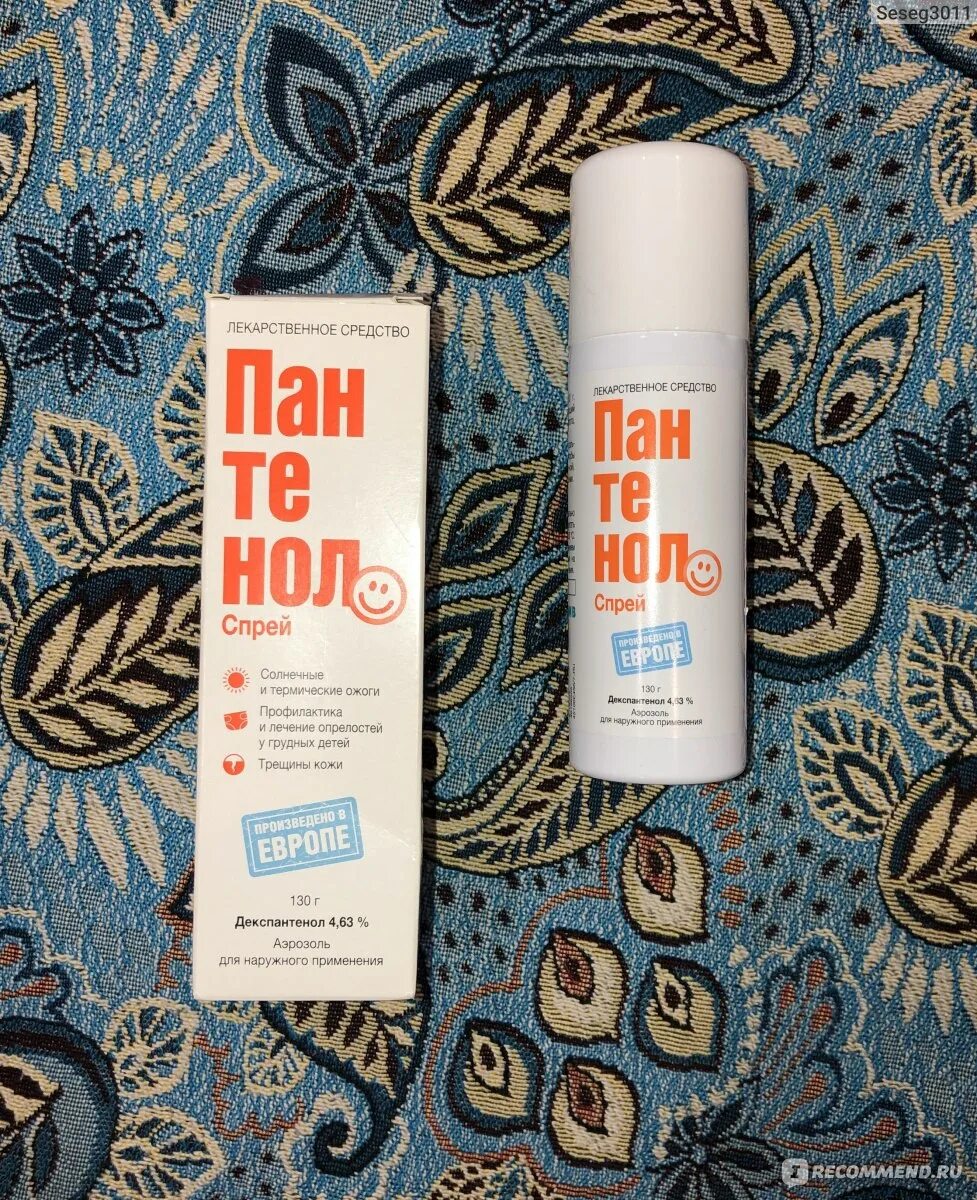 Seseg3011
ЛЕКАРСТВЕННОЕ СРЕДСТВО
Пан
те
нол
Спрей
Солнечные
и термические ожоги
Профилактика
и лечение опрелостей
у грудных детей
Трещины кожи
ПРОИЗВЕДЕНО В
ЕВРОПЕ
130 г
Декспантенол 4,63 %
Аэрозоль
для наружного применения
ЛЕКАРСТВЕННОЕ СРЕДСТВО
Пан
те
нол
Спрей
ПРОИЗВЕДЕНО В
ЕВРОПЕ
130 г
Декспантенол 4,63 %
Аэрозоль
для наружного применения
RECOMMEND.RU